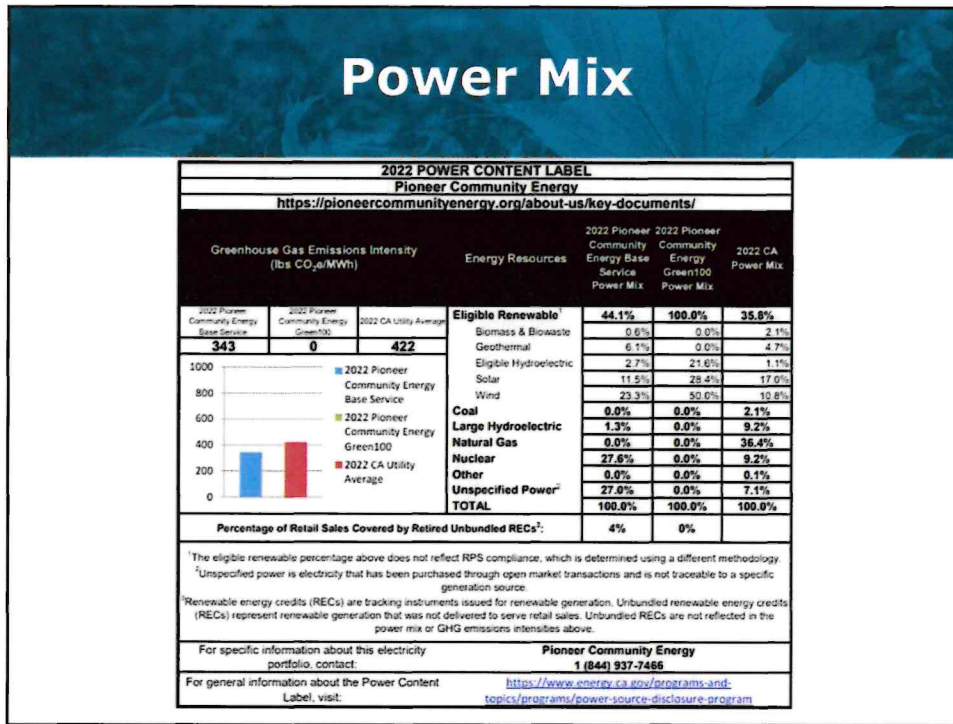 Power Mix
2022 POWER CONTENT LABEL
Pioneer Community Energy
https://pioneercommunityenergy.org/about-us/key-documents/
Greenhouse Gas Emissions Intensity
(lbs CO2e/MWh)
Energy Resources
2022 Pioneer
Community
Energy Base
Service
Power Mix
2022 Pioneer
Community
Energy
Green100
Power Mix
2022 CA
Power Mix
2022 Pioneer
Community Energy
Base Service
2022 Pioneer
Community Energy
Green100
2022 CA Utility Average
343 0 422
1000
800
600
400
200
0
2022 Pioneer
Community Energy
Base Service
2022 Pioneer
Community Energy
Green100
2022 CA Utility
Average
Eligible Renewable1 44.1% 100.0% 35.8%
Biomass & Biowaste 0.6% 0.0% 2.1%
Geothermal 6.1% 0.0% 4.7%
Eligible Hydroelectric 2.7% 21.6% 1.1%
Solar 11.5% 28.4% 17.0%
Wind 23.3% 50.0% 10.8%
Coal 0.0% 0.0% 2.1%
Large Hydroelectric 1.3% 0.0% 9.2%
Natural Gas 0.0% 0.0% 36.4%
Nuclear 27.6% 0.0% 9.2%
Other 0.0% 0.0% 0.1%
Unspecified Power2 27.0% 0.0% 7.1%
TOTAL 100.0% 100.0% 100.0%
Percentage of Retail Sales Covered by Retired Unbundled RECs3: 4% 0%
1The eligible renewable percentage above does not reflect RPS compliance, which is determined using a different methodology.
2Unspecified power is electricity that has been purchased through open market transactions and is not traceable to a specific
generation source.
3Renewable energy credits (RECs) are tracking instruments issued for renewable generation. Unbundled renewable energy credits
(RECs) represent renewable generation that was not delivered to serve retail sales. Unbundled RECs are not reflected in the
power mix or GHG emissions intensities above.
For specific information about this electricity
portfolio, contact:
Pioneer Community Energy
1 (844) 937-7466
For general information about the Power Content
Label, visit:
https://www.energy.ca.gov/programs-and-
topics/programs/power-source-disclosure-program